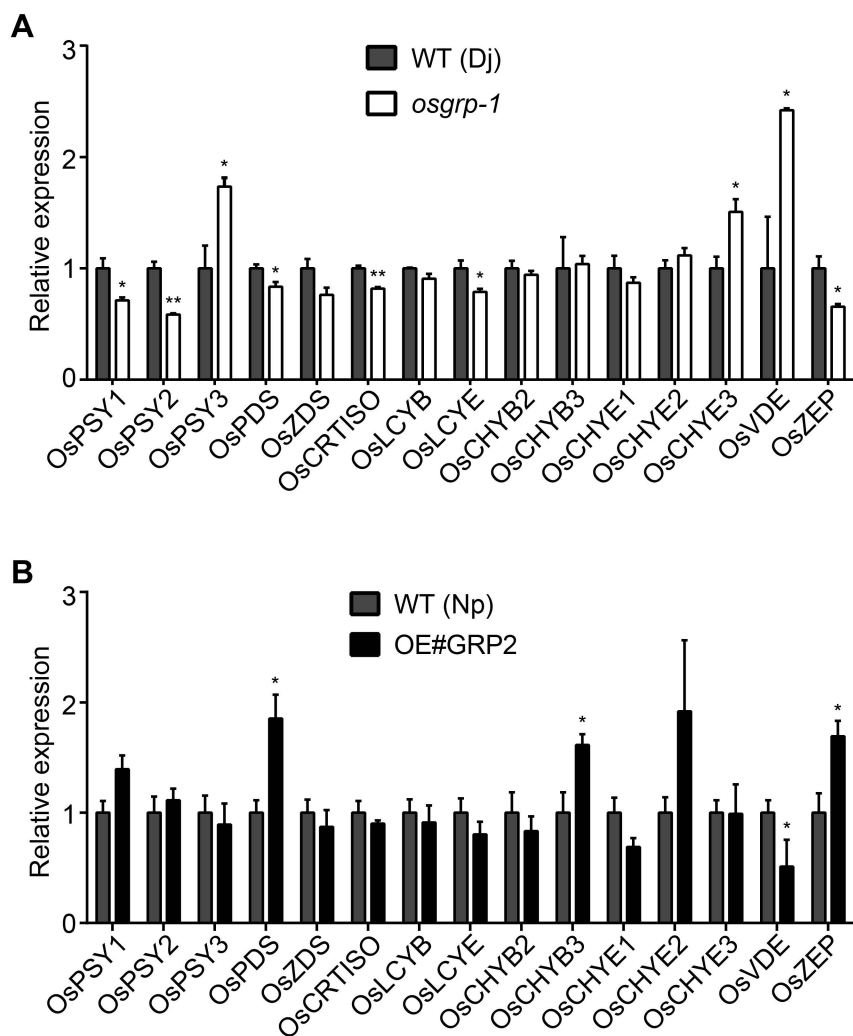 A
3
2
1
0
Relative expression
WT (Dj)
osgrp-1
*
**
*
*
**
*
*
*
*
OsPSY1
OsPSY2
OsPSY3
OsPDS
OsZDS
OsCRTISO
OsLCYB
OsLCYE
OsCHYB2
OsCHYB3
OsCHYE1
OsCHYE2
OsCHYE3
OsVDE
OsZEP
B
3
2
1
0
Relative expression
WT (Np)
OE#GRP2
*
*
*
*
OsPSY1
OsPSY2
OsPSY3
OsPDS
OsZDS
OsCRTISO
OsLCYB
OsLCYE
OsCHYB2
OsCHYB3
OsCHYE1
OsCHYE2
OsCHYE3
OsVDE
OsZEP